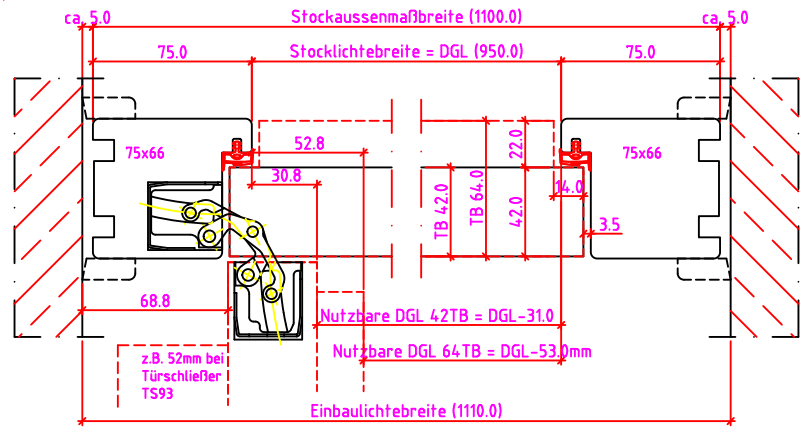 ca. 5.0
Stockaussenmaßbreite (1100.0)
ca. 5.0
75.0
Stocklichtebreite = DGL (950.0)
75.0
75x66
52.8
30.8
TB 42.0
TB 64.0
22.0
42.0
14.0
3.5
75x66
68.8
Nutzbare DGL 42TB = DGL-31.0
Nutzbare DGL 64TB = DGL-53.0mm
z.B. 52mm bei
Türschließer
TS93
Einbaulichtebreite (1110.0)